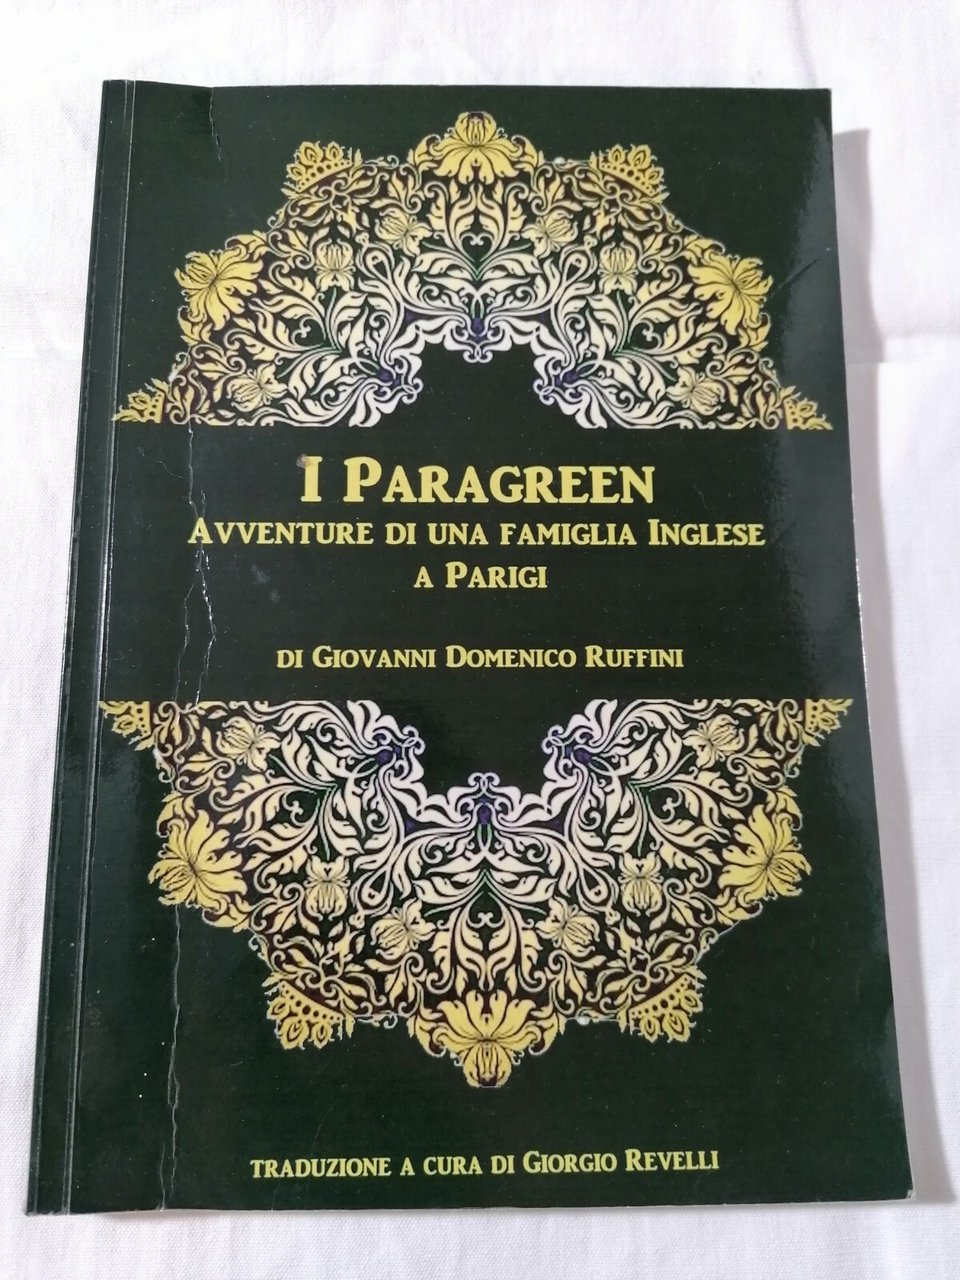 I Paragreen
Avventure di una famiglia Inglese
a Parigi
di Giovanni Domenico Ruffini
traduzione a cura di Giorgio Revelli